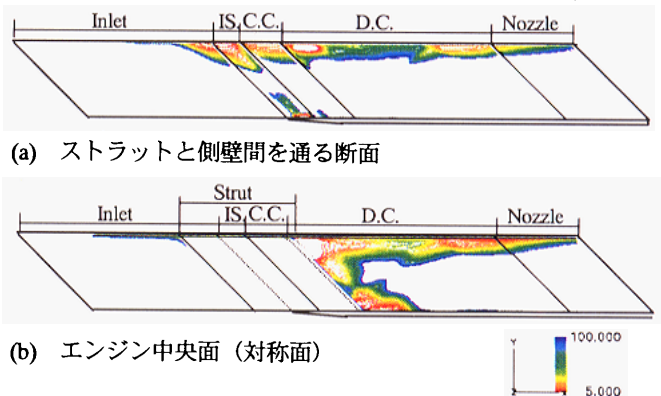 Inlet IS, C.C. D.C. Nozzle
(a) ストラットと側壁間を通る断面
Strut
Inlet IS, C.C. D.C. Nozzle
(b) エンジン中央面（対称面）
100.000
Y
5.000